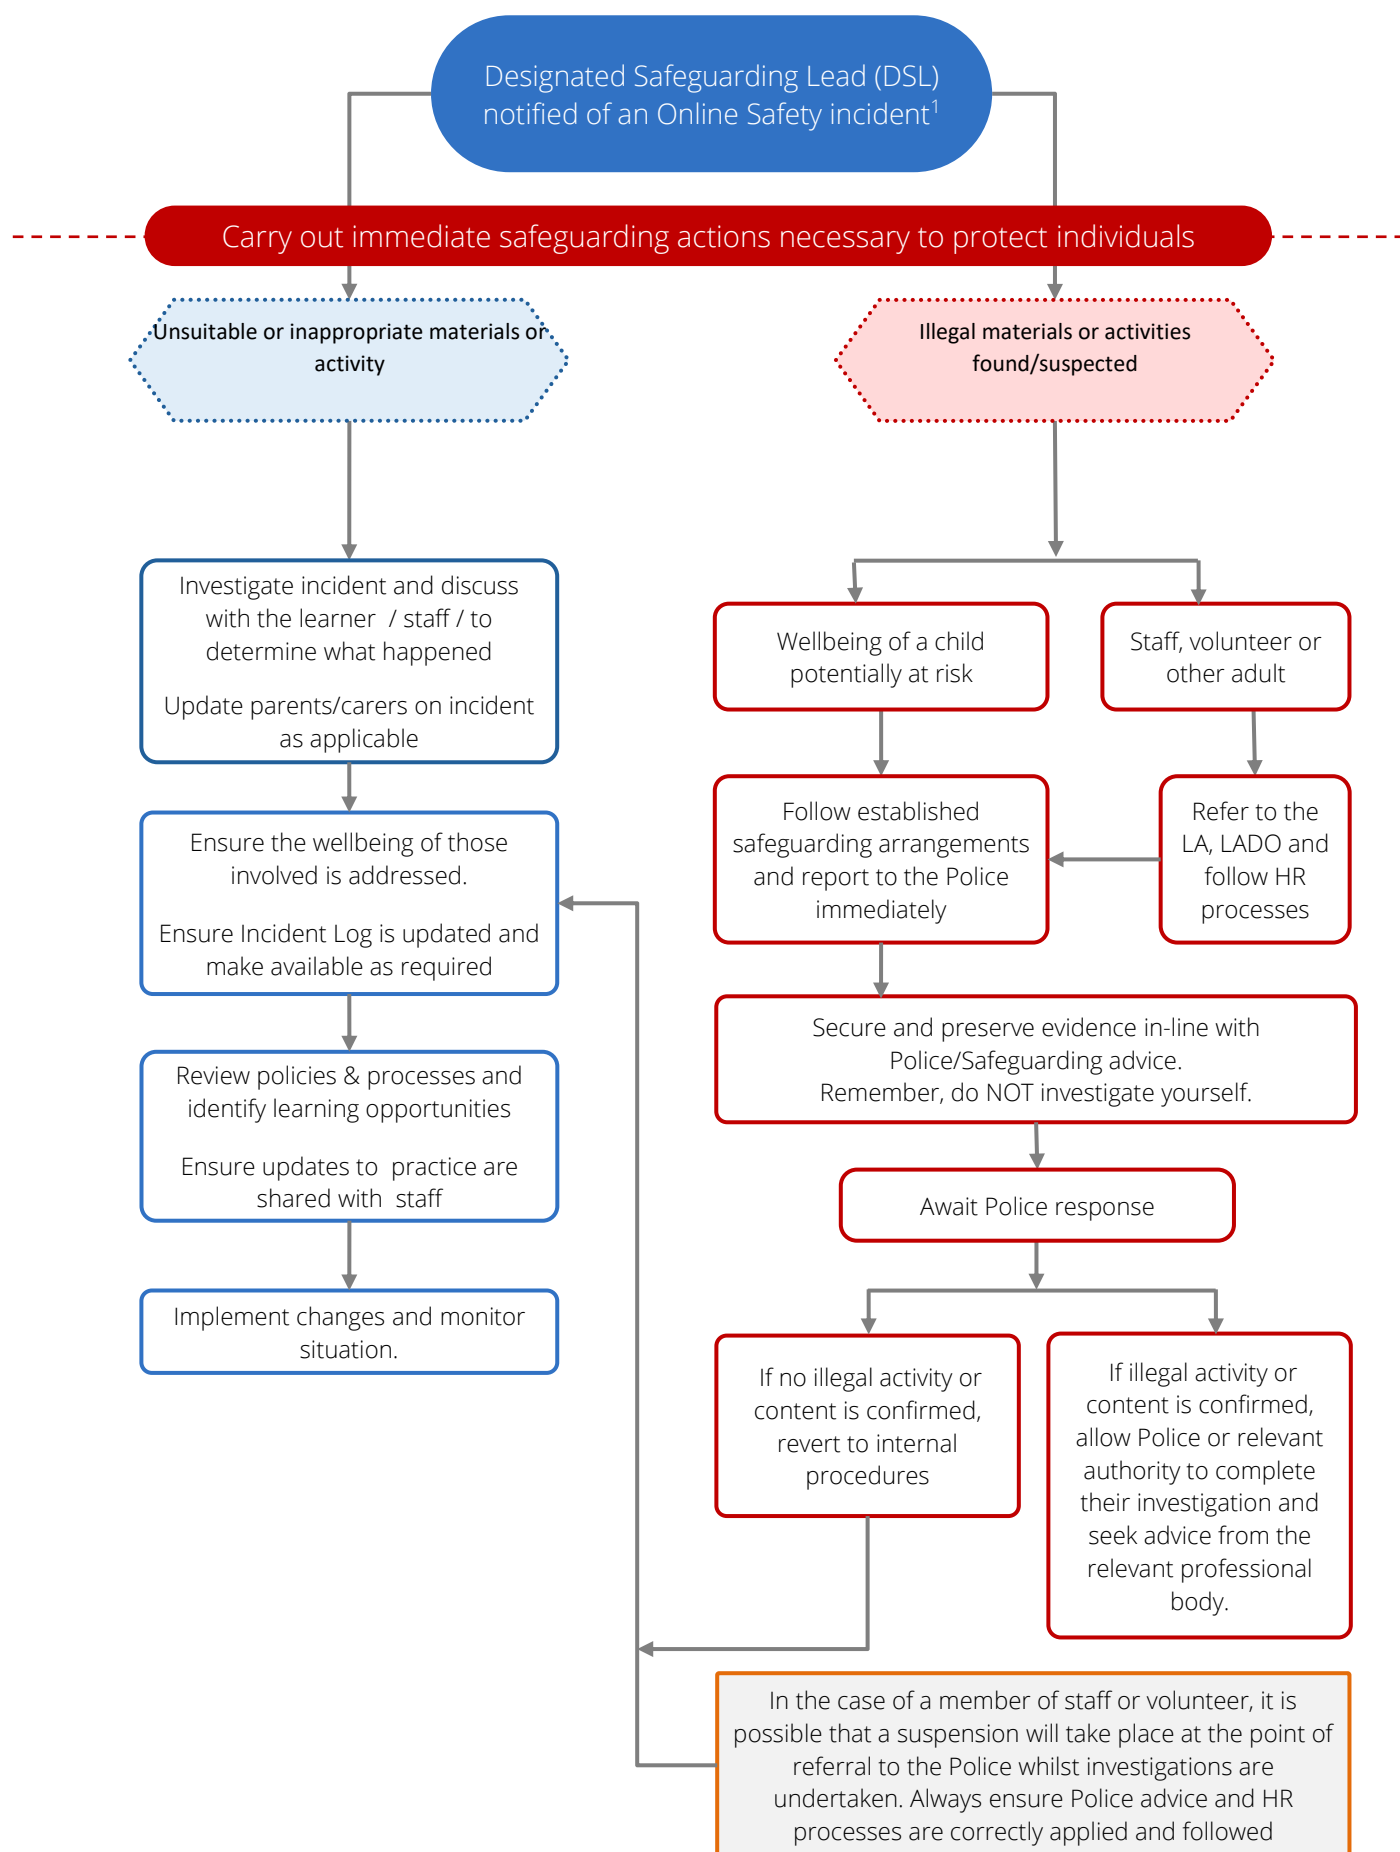 Designated Safeguarding Lead (DSL)
notified of an Online Safety incident1
Carry out immediate safeguarding actions necessary to protect individuals
Unsuitable or inappropriate materials or
activity
Illegal materials or activities
found/suspected
Investigate incident and discuss
with the learner / staff / to
determine what happened
Update parents/carers on incident
as applicable
Ensure the wellbeing of those
involved is addressed.
Ensure Incident Log is updated and
make available as required
Review policies & processes and
identify learning opportunities
Ensure updates to practice are
shared with staff
Implement changes and monitor
situation.
Wellbeing of a child
potentially at risk
Staff, volunteer or
other adult
Follow established
safeguarding arrangements
and report to the Police
immediately
Refer to the
LA, LADO and
follow HR
processes
Secure and preserve evidence in-line with
Police/Safeguarding advice.
Remember, do NOT investigate yourself.
Await Police response
If no illegal activity or
content is confirmed,
revert to internal
procedures
If illegal activity or
content is confirmed,
allow Police or relevant
authority to complete
their investigation and
seek advice from the
relevant professional
body.
In the case of a member of staff or volunteer, it is
possible that a suspension will take place at the point of
referral to the Police whilst investigations are
undertaken. Always ensure Police advice and HR
processes are correctly applied and followed